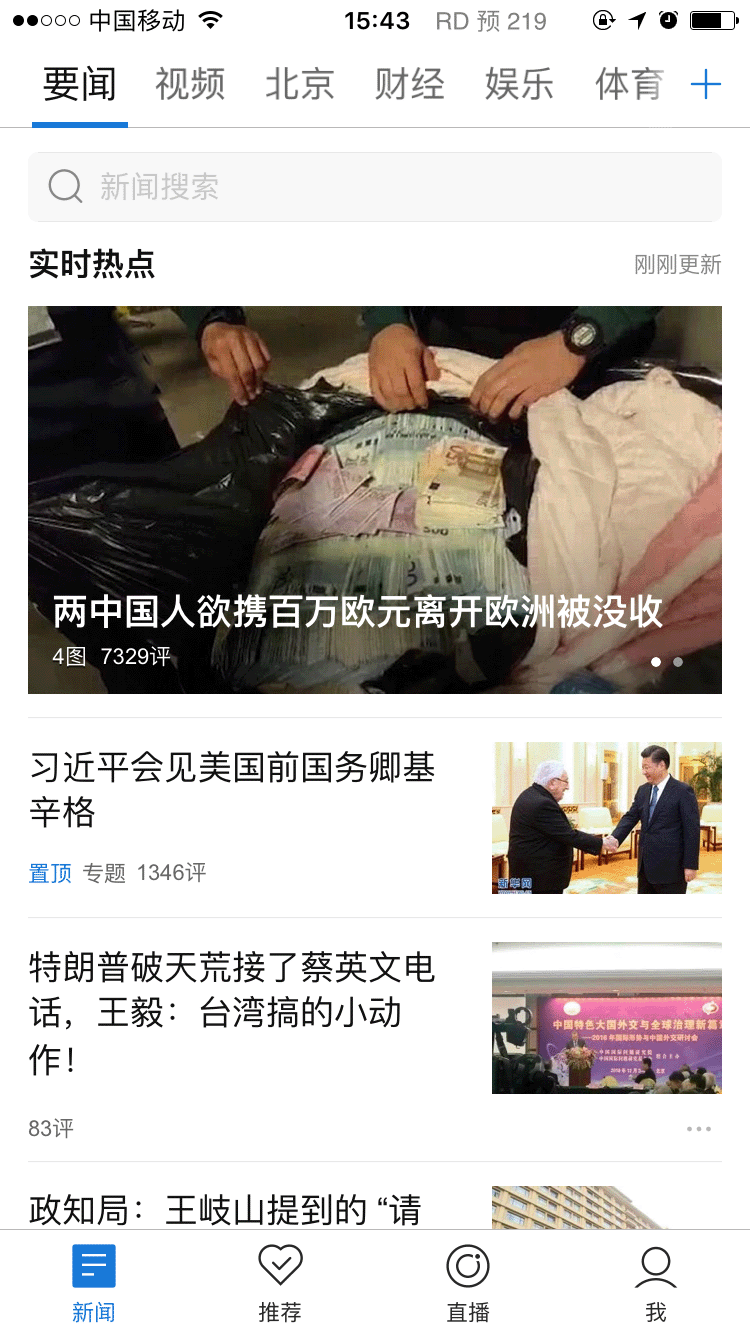 中国移动 15:43 RD 预 219
要闻 视频 北京 财经 娱乐 体育
新闻搜索
实时热点 刚刚更新
500
50
两中国人欲携百万欧元离开欧洲被没收
4图 7329评
习近平会见美国前国务卿基
辛格
新华网
置顶 专题 1346评
特朗普破天荒接了蔡英文电
话，王毅：台湾搞的小动
作！
中国特色大国外交与全球治理新篇
2016年国际形势与中国外交研讨会
83评
政知局：王岐山提到的“请
新闻 推荐 直播 我